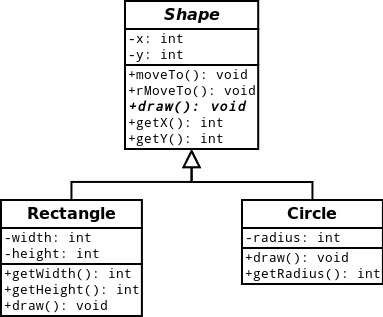 Shape
-x: int
-y: int
+moveTo(): void
+rMoveTo(): void
+draw(): void
+getX(): int
+getY(): int
Rectangle
-width: int
-height: int
+getWidth(): int
+getHeight(): int
+draw(): void
Circle
-radius: int
+draw(): void
+getRadius(): int